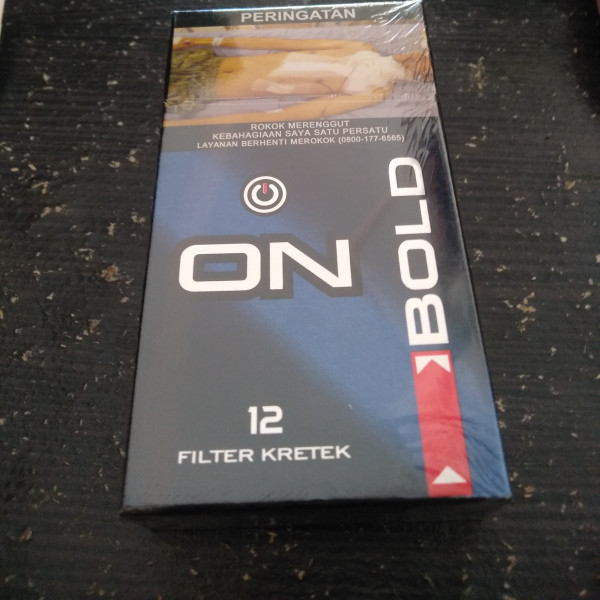 PERINGATAN
ROKOK MERENGGUT
KEBAHAGIAAN SAYA SATU PERSATU
LAYANAN BERHENTI MEROKOK (0800-177-6565)
ON
BOLD
12
FILTER KRETEK